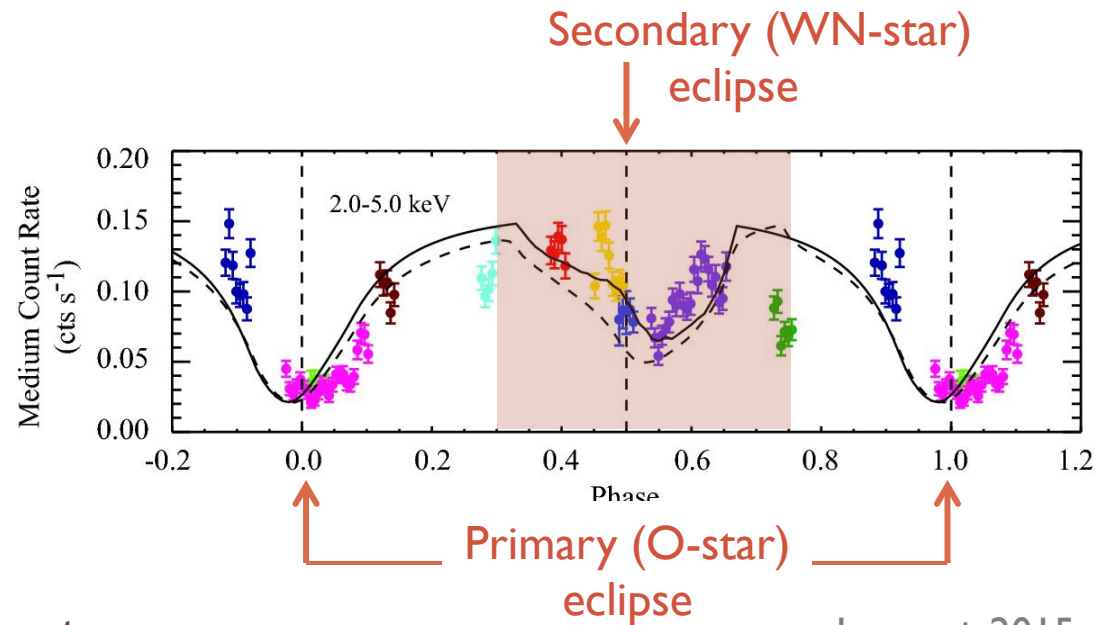 Secondary (WN-star)
eclipse
0.20
2.0-5.0 keV
0.15
0.10
0.05
0.00
Medium Count Rate
(cts s⁻¹)
-0.2 0.0 0.2 0.4 0.6 0.8 1.0 1.2
Phase
Primary (O-star)
eclipse
2015